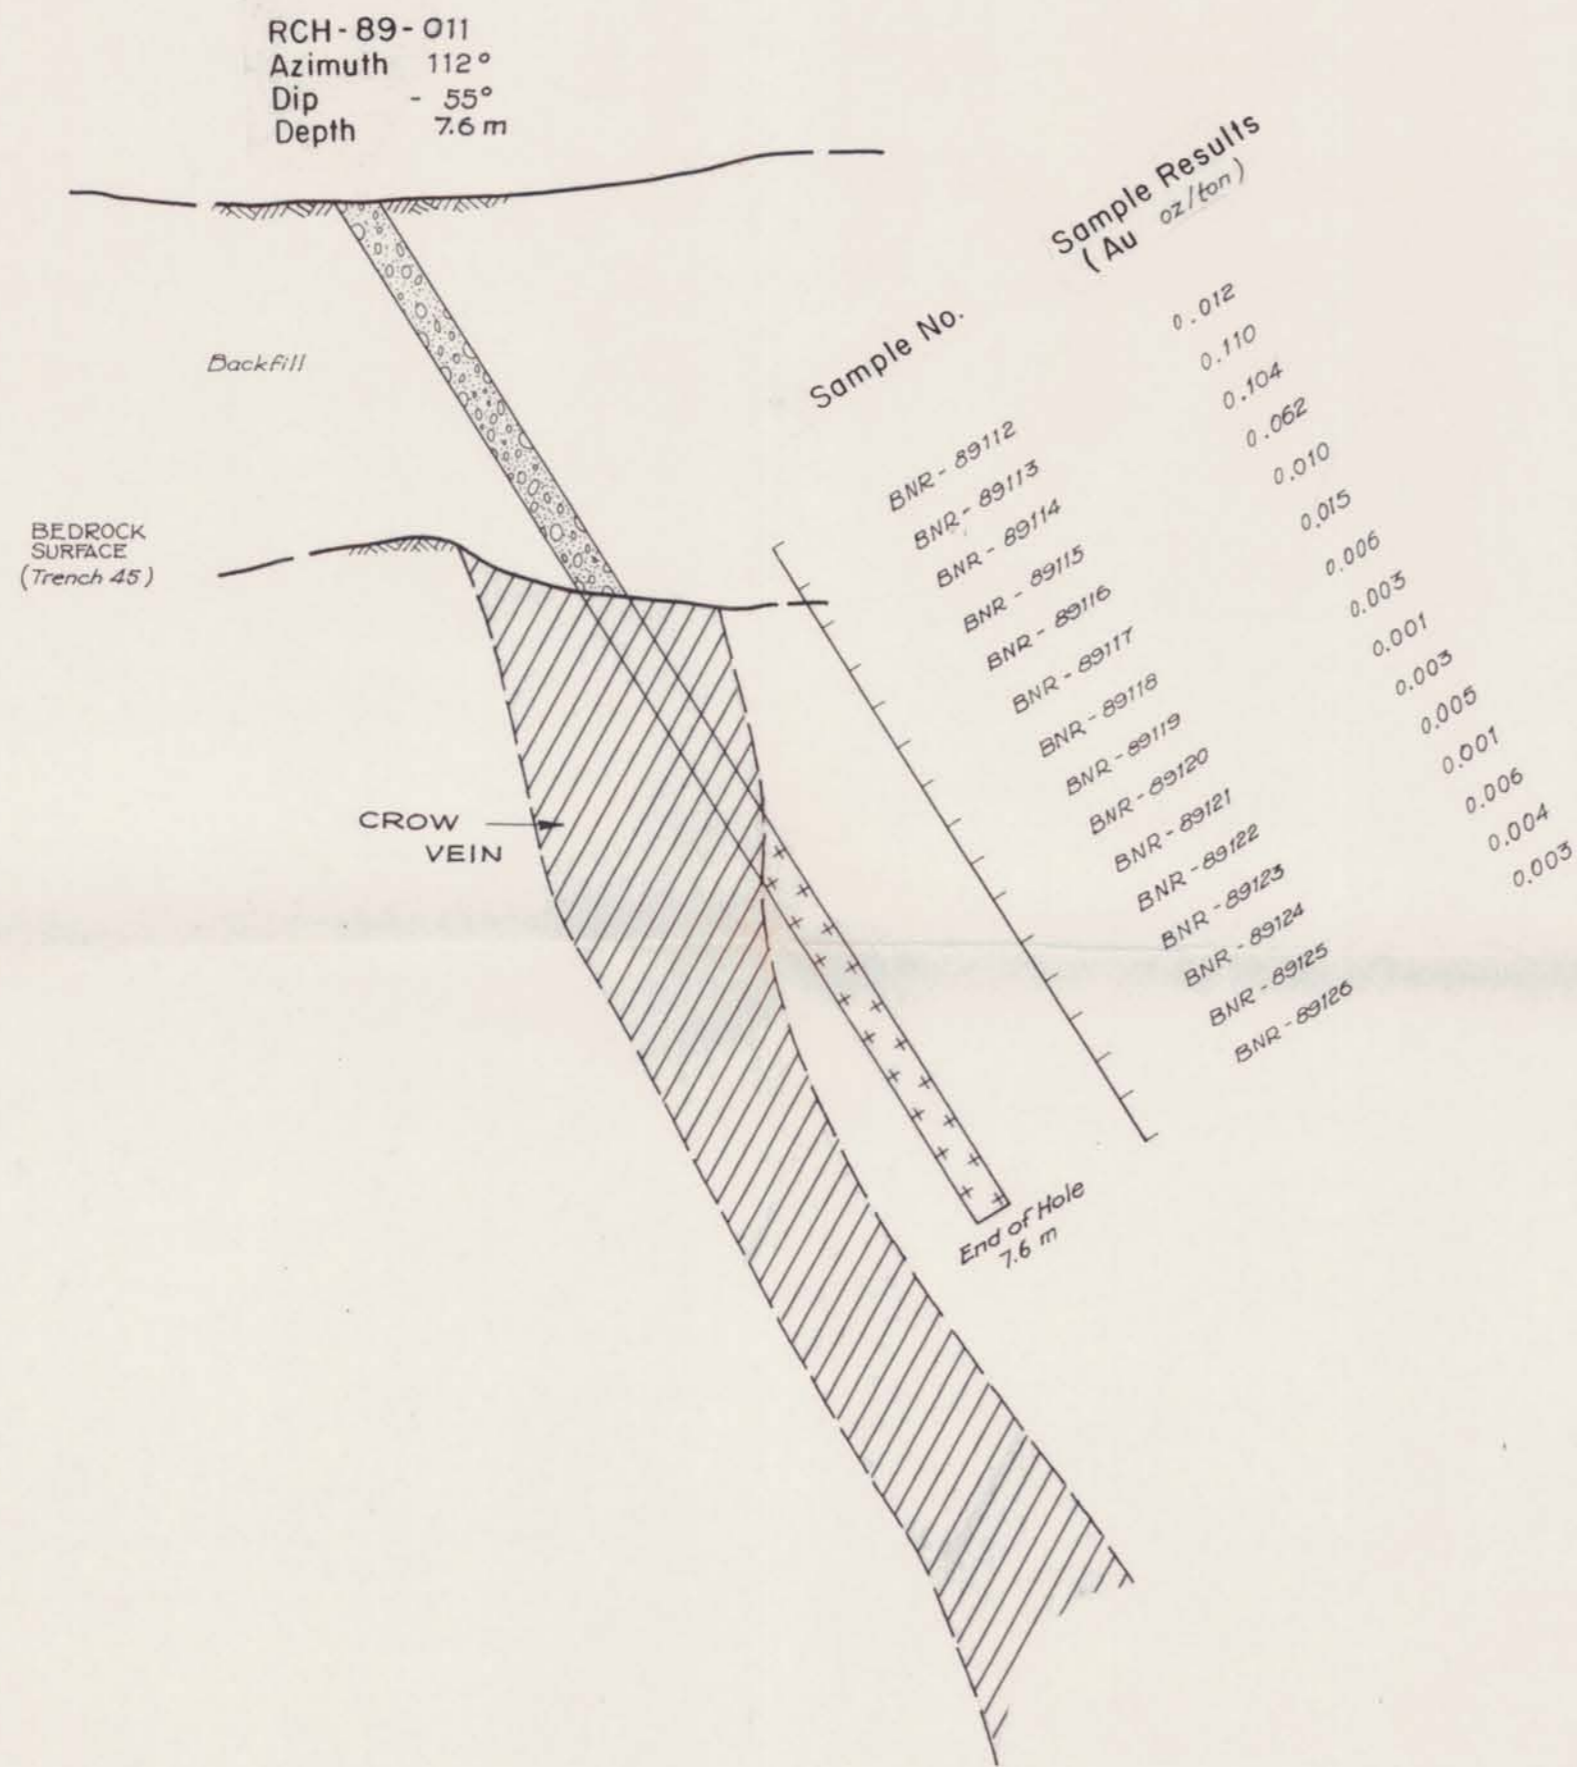 RCH-89-011
Azimuth 112°
Dip - 55°
Depth 7.6 m
Sample Results
(Au oz/ton)
Sample No.
BNR-89112 0.012
BNR-89113 0.110
BNR-89114 0.104
BNR-89115 0.062
BNR-89116 0.010
BNR-89117 0.015
BNR-89118 0.006
BNR-89119 0.003
BNR-89120 0.001
BNR-89121 0.003
BNR-89122 0.005
BNR-89123 0.001
BNR-89124 0.006
BNR-89125 0.004
BNR-89126 0.003
Backfill
BEDROCK
SURFACE
(Trench 45)
CROW
VEIN
End of Hole
7.6 m